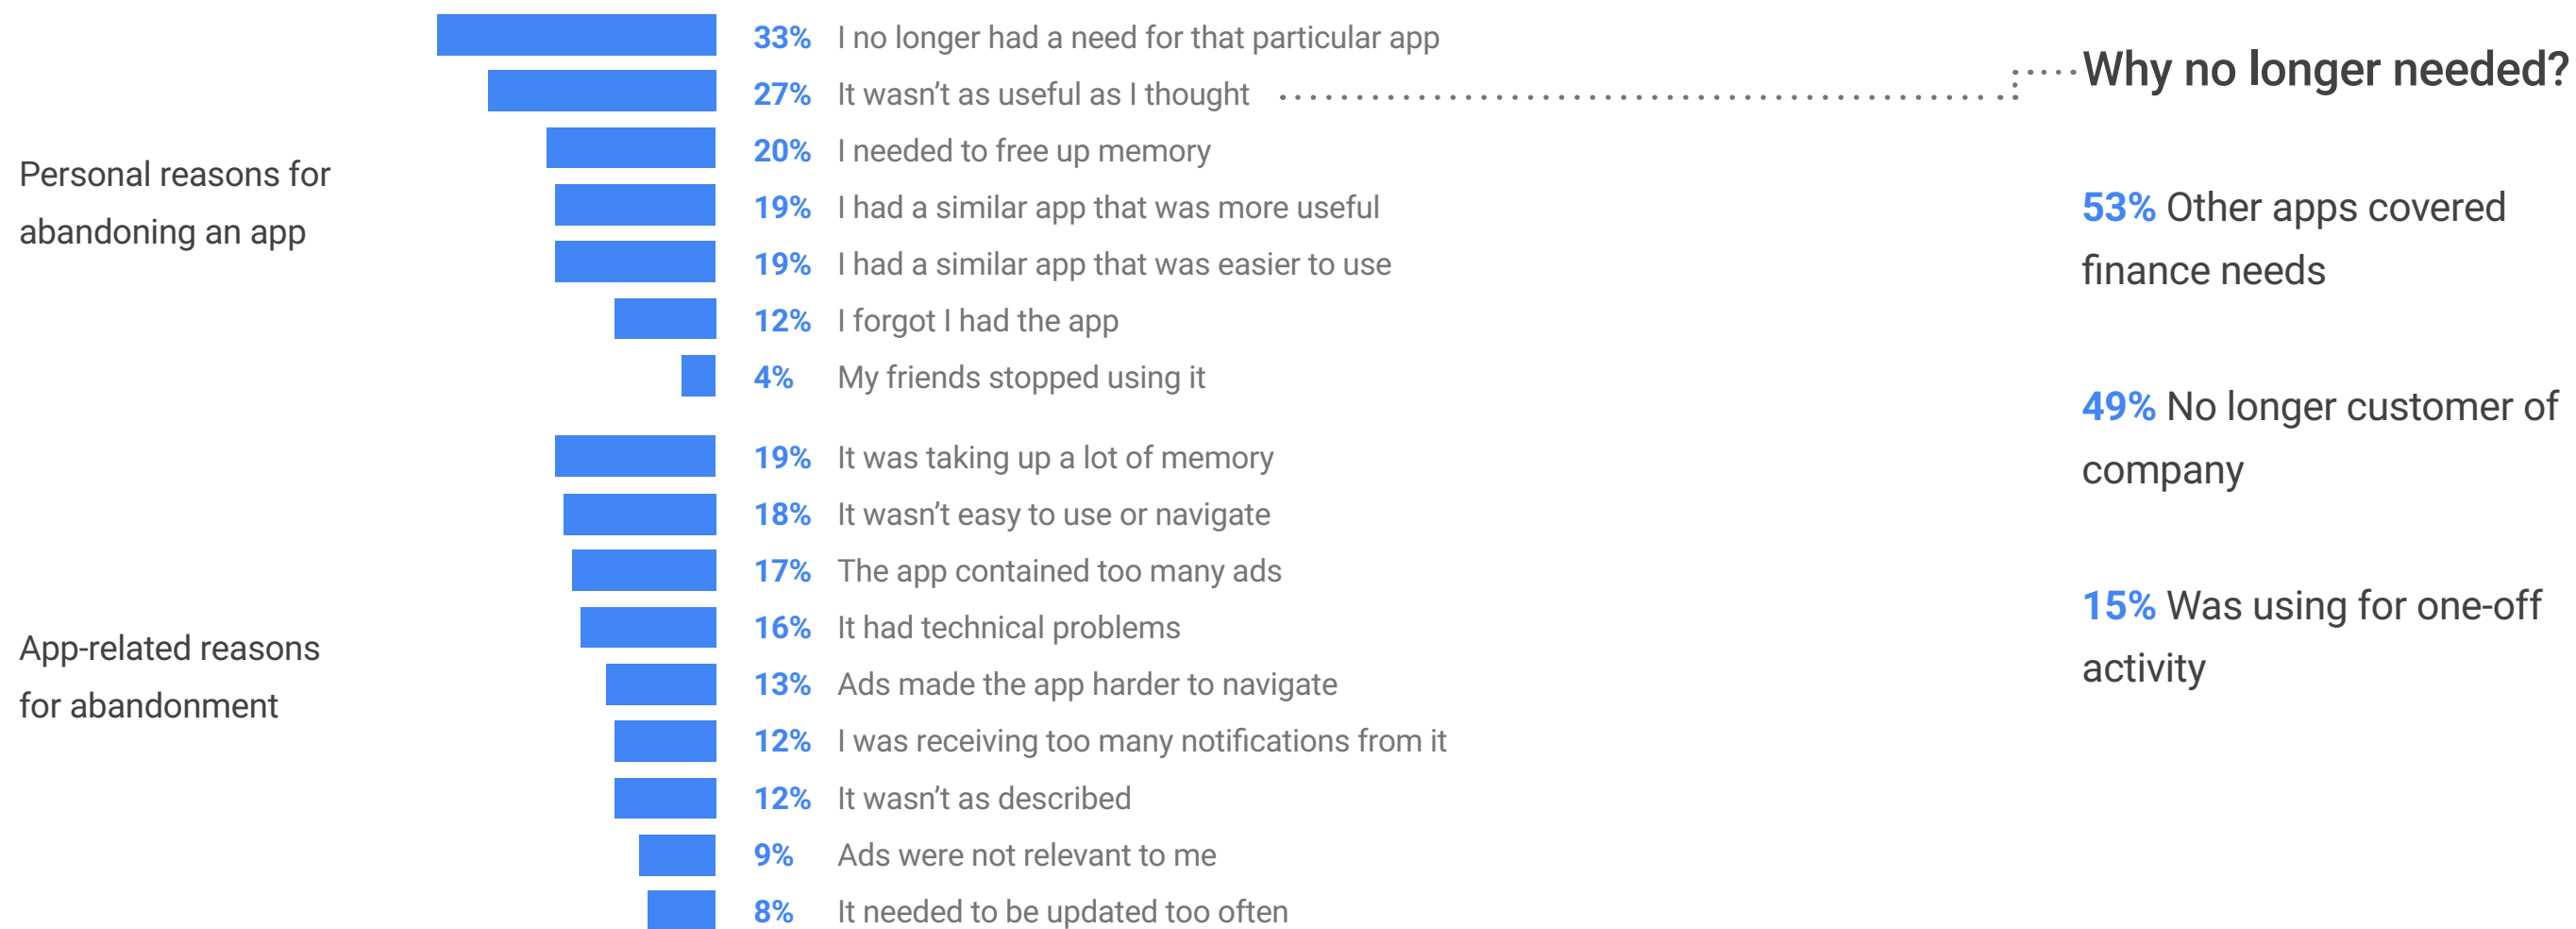 Personal reasons for
abandoning an app
33% I no longer had a need for that particular app
27% It wasn’t as useful as I thought
20% I needed to free up memory
19% I had a similar app that was more useful
19% I had a similar app that was easier to use
12% I forgot I had the app
4% My friends stopped using it
App-related reasons
for abandonment
19% It was taking up a lot of memory
18% It wasn’t easy to use or navigate
17% The app contained too many ads
16% It had technical problems
13% Ads made the app harder to navigate
12% I was receiving too many notifications from it
12% It wasn’t as described
9% Ads were not relevant to me
8% It needed to be updated too often
Why no longer needed?
53% Other apps covered
finance needs
49% No longer customer of
company
15% Was using for one-off
activity